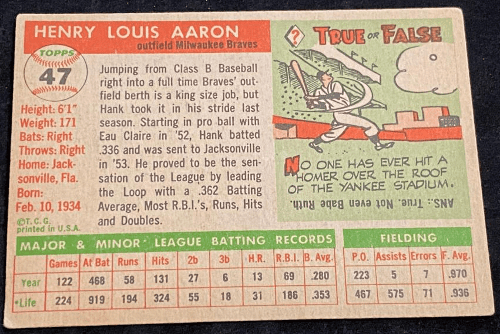 HENRY LOUIS AARON
outfield Milwaukee Braves
TOPPS
47
Height: 6'1"
Weight: 171
Bats: Right
Throws: Right
Home: Jack-
sonville, Fla.
Born:
Feb. 10, 1934
©T.C.G.
printed in U.S.A.
Jumping from Class B Baseball
right into a full time Braves' out-
field berth is a king size job, but
Hank took it in his stride last
season. Starting in pro ball with
Eau Claire in '52, Hank batted
.336 and was sent to Jacksonville
in '53. He proved to be the sen-
sation of the League by leading
the Loop with a .362 Batting
Average, Most R.B.I.'s, Runs, Hits
and Doubles.
?
TRUE OR FALSE
NO ONE HAS EVER HIT A
HOMER OVER THE ROOF
OF THE YANKEE STADIUM.
ANS.: True. Not even Babe Ruth.
MAJOR & MINOR LEAGUE BATTING RECORDS FIELDING
Games At Bat Runs Hits 2b 3b H.R. R.B.I. B. Avg. P.O. Assists Errors F. Avg.
Year 122 468 58 131 27 6 13 69 .280 223 5 7 .970
*Life 224 919 194 324 55 18 31 186 .353 467 575 71 .936